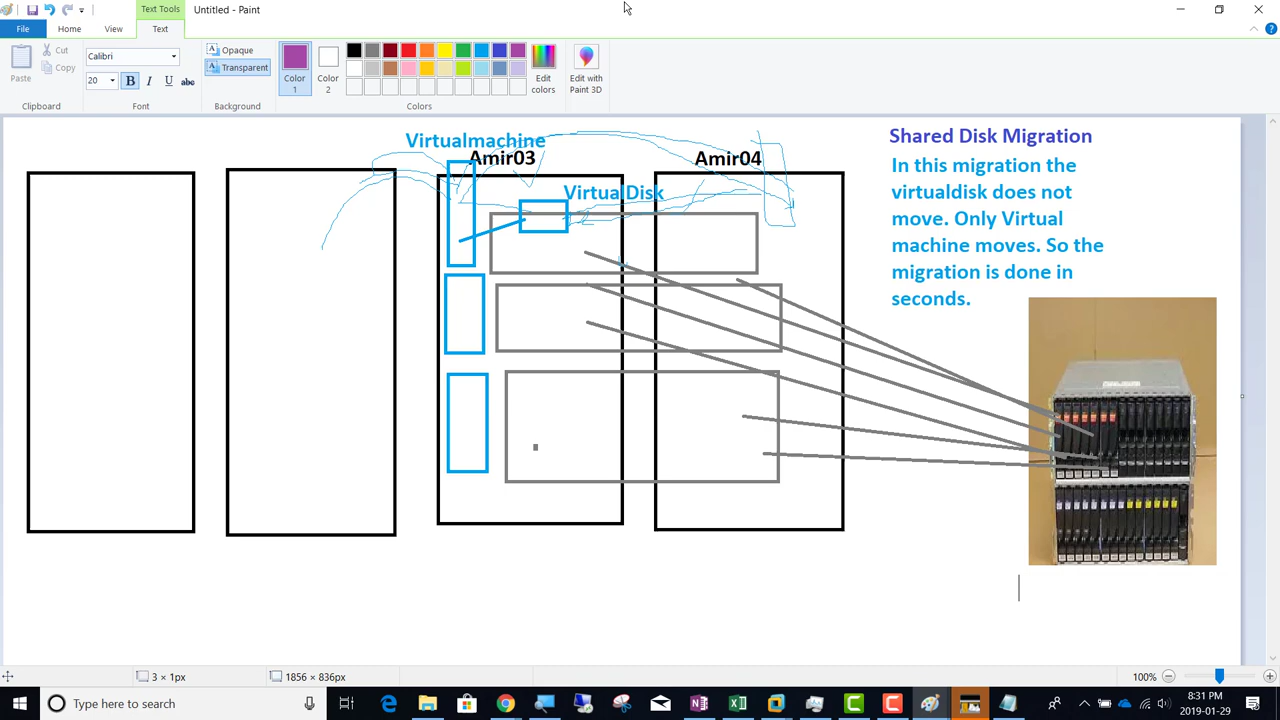 Text Tools
Untitled - Paint
File
Home
View
Text
Paste
Cut
Copy
Clipboard
Calibri
20
B
I
U
abc
Font
Opaque
Transparent
Background
Color
1
Color
2
Edit
colors
Edit with
Paint 3D
Colors
Virtualmachine
Amir03
Amir04
VirtualDisk
Shared Disk Migration
In this migration the
virtualdisk does not
move. Only Virtual
machine moves. So the
migration is done in
seconds.
3 × 1px
1856 × 836px
100%
Type here to search
8:31 PM
2019-01-29